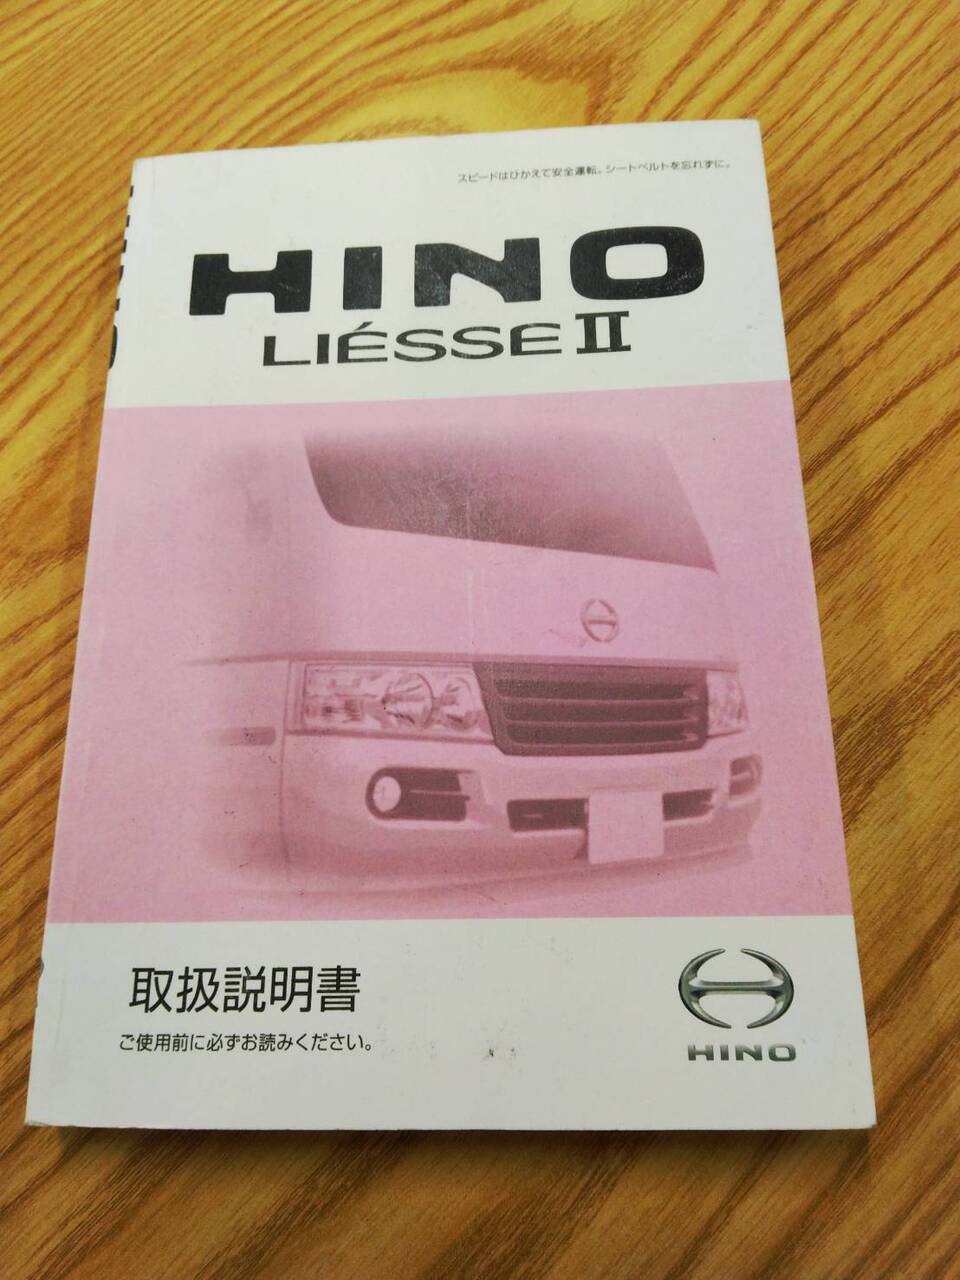 スピードはひかえて安全運転。シートベルトを忘れずに。
HINO
LIÉSSE II
取扱説明書
ご使用前に必ずお読みください。
HINO